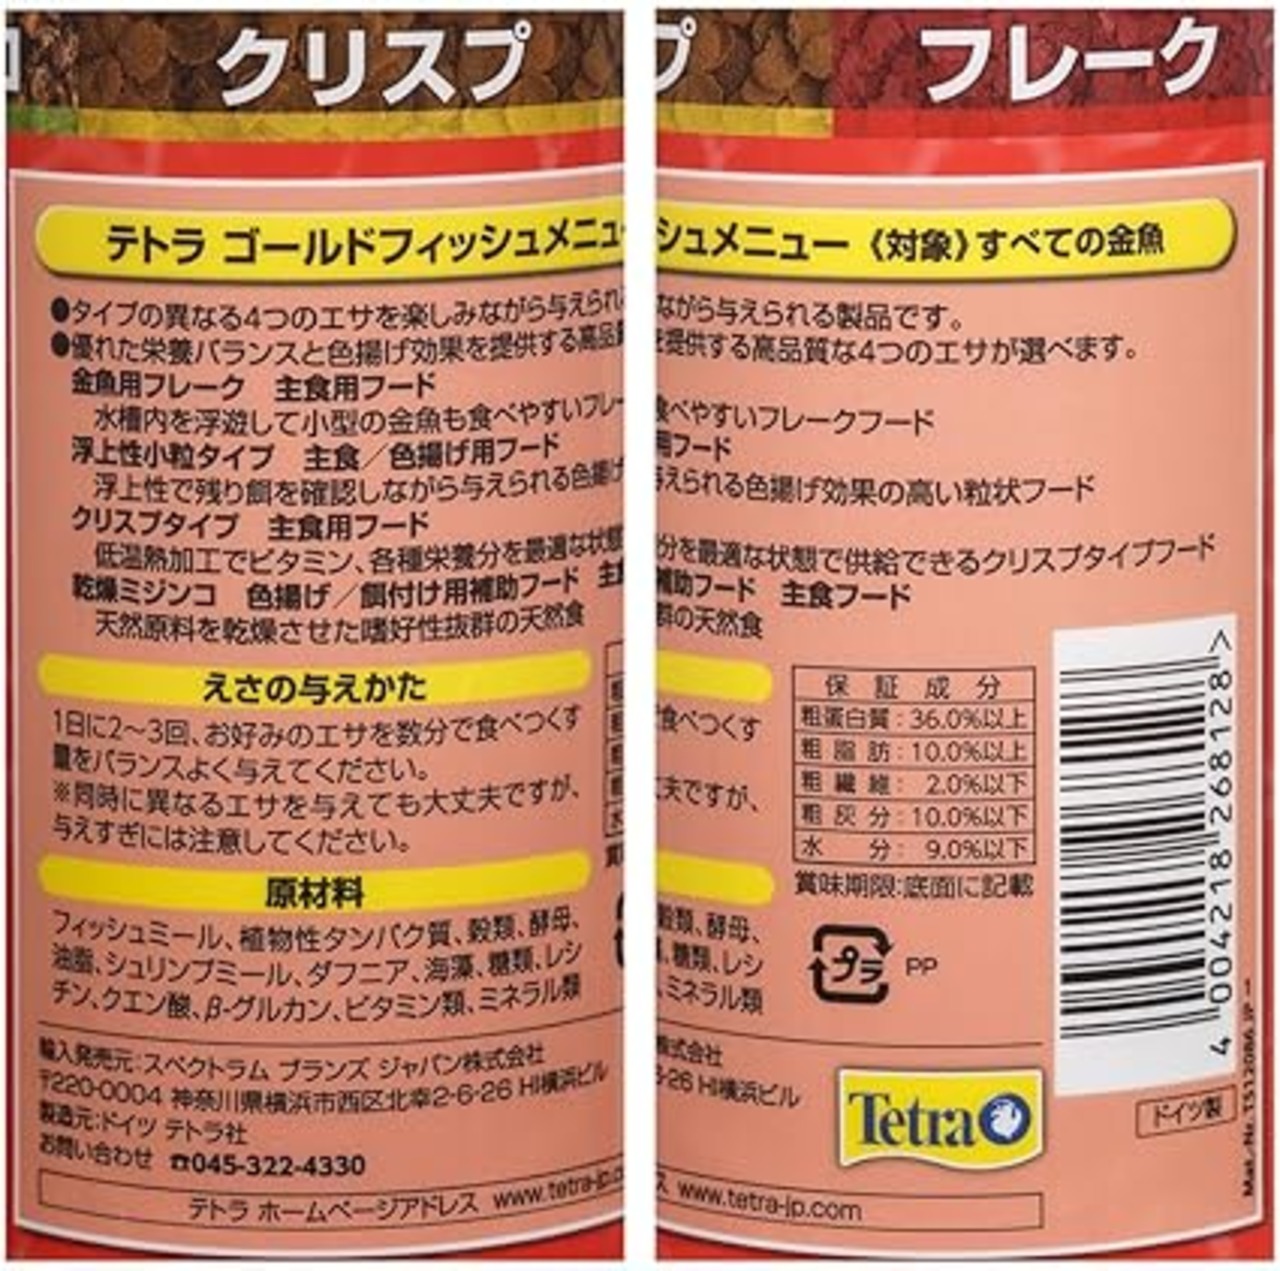 クリスプ
テトラ ゴールドフィッシュメニュー
●タイプの異なる4つのエサを楽しみながら与えられ
●優れた栄養バランスと色揚げ効果を提供する高品質
金魚用フレーク 主食用フード
水槽内を浮遊して小型の金魚も食べやすいフレー
浮上性小粒タイプ 主食／色揚げ用フード
浮上性で残り餌を確認しながら与えられる色揚げ
クリスプタイプ 主食用フード
低温熱加工でビタミン、各種栄養分を最適な状態
乾燥ミジンコ 色揚げ／餌付け用補助フード 主食
天然原料を乾燥させた嗜好性抜群の天然食
えさの与えかた
1日に2〜3回、お好みのエサを数分で食べつくす
量をバランスよく与えてください。
※同時に異なるエサを与えても大丈夫ですが、
与えすぎには注意してください。
原材料
フィッシュミール、植物性タンパク質、穀類、酵母、
油脂、シュリンプミール、ダフニア、海藻、糖類、レシ
チン、クエン酸、β-グルカン、ビタミン類、ミネラル類
輸入発売元：スペクトラム ブランズ ジャパン株式会社
〒220-0004 神奈川県横浜市西区北幸2-6-26 HI横浜ビル
製造元：ドイツ テトラ社
お問い合わせ ☎045-322-4330
テトラ ホームページアドレス www.tetra-jp.c
プ フレーク
シュメニュー 《対象》すべての金魚
ながら与えられる製品です。
を提供する高品質な4つのエサが選べます。
食べやすいフレークフード
用フード
与えられる色揚げ効果の高い粒状フード
分を最適な状態で供給できるクリスプタイプフード
補助フード 主食フード
群の天然食
食べつくす
丈夫ですが、
穀類、酵母、
、糖類、レシ
、ミネラル類
株式会社
6-26 HI横浜ビル
ス www.tetra-jp.com
保証成分
粗蛋白質：36.0%以上
粗脂肪：10.0%以上
粗繊維：2.0%以下
粗灰分：10.0%以下
水分：9.0%以下
賞味期限:底面に記載
プラ PP
Tetra
4 004218 268128 >
ドイツ製